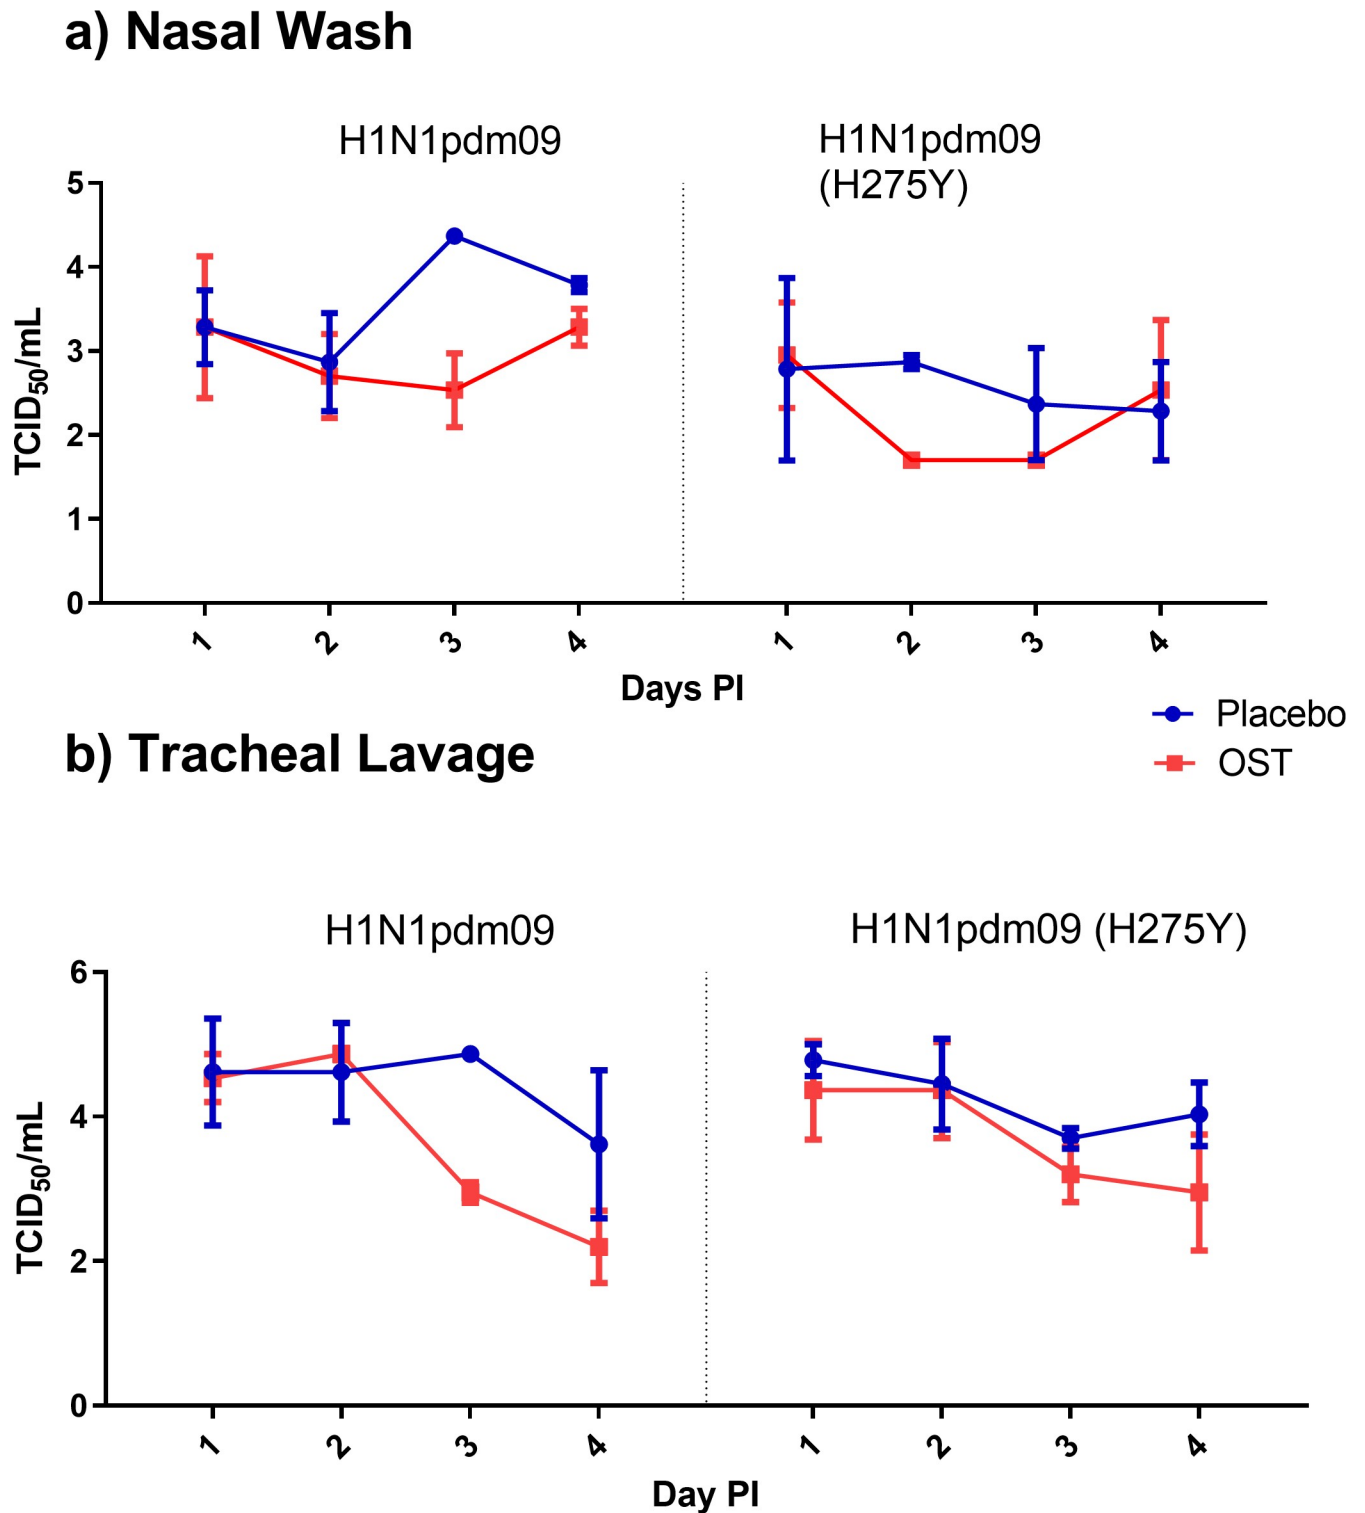 a) Nasal Wash
H1N1pdm09
H1N1pdm09
(H275Y)
TCID50/mL
5
4
3
2
1
0
1 2 3 4 1 2 3 4
Days PI
Placebo
OST
b) Tracheal Lavage
H1N1pdm09
H1N1pdm09 (H275Y)
TCID50/mL
6
4
2
0
1 2 3 4 1 2 3 4
Day PI